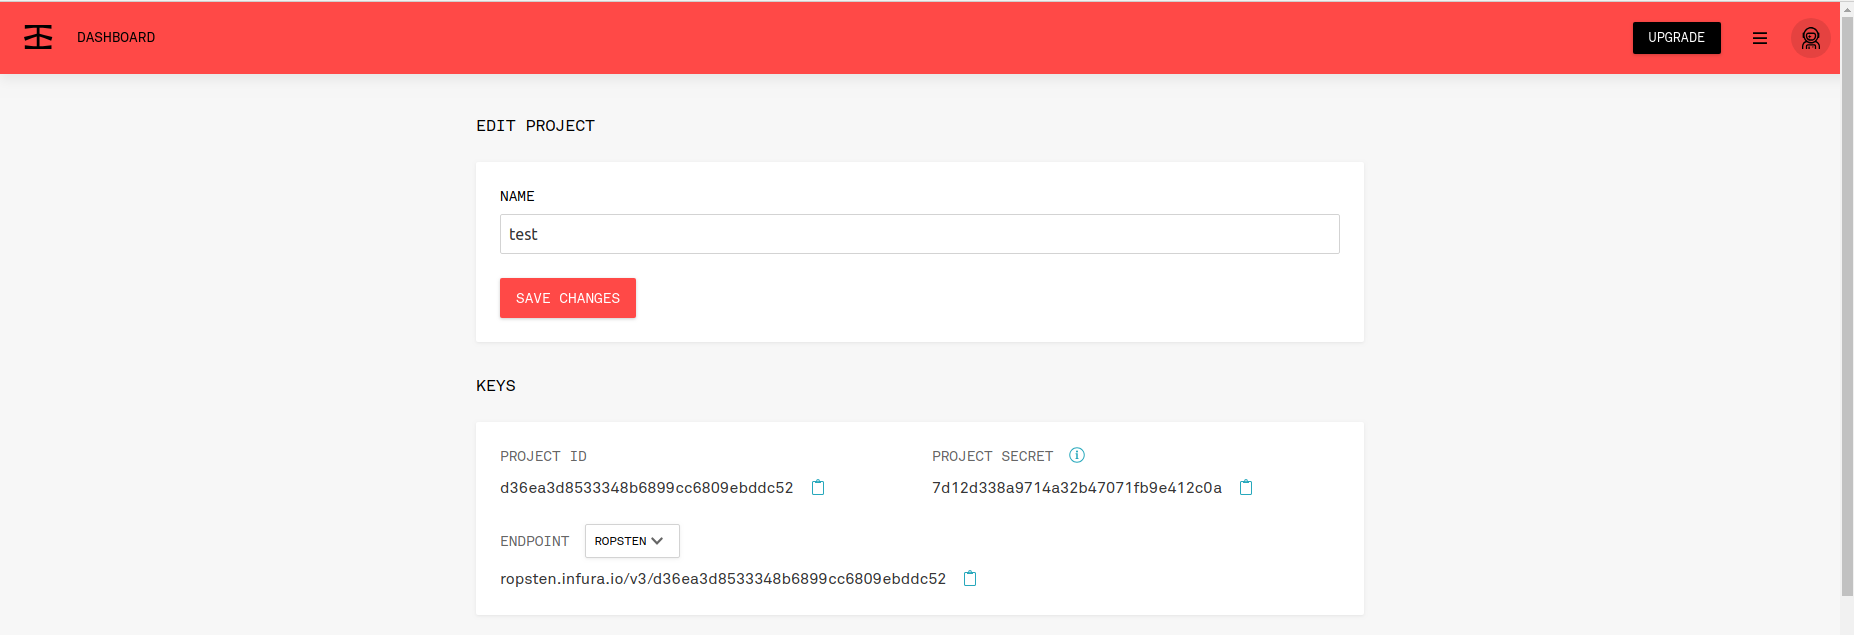 DASHBOARD
UPGRADE
EDIT PROJECT
NAME
test
SAVE CHANGES
KEYS
PROJECT ID
d36ea3d8533348b6899cc6809ebddc52
PROJECT SECRET
7d12d338a9714a32b47071fb9e412c0a
ENDPOINT ROPSTEN
ropsten.infura.io/v3/d36ea3d8533348b6899cc6809ebddc52